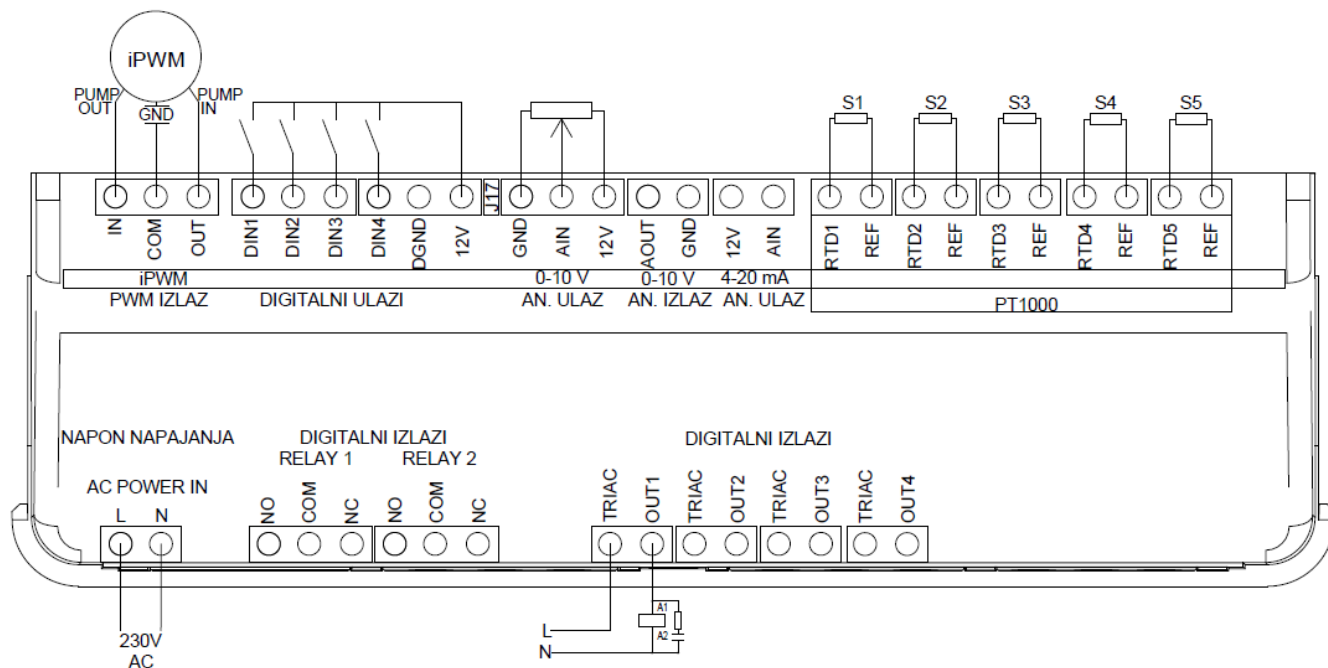 iPWM
PUMP OUT
GND
PUMP IN
S1 S2 S3 S4 S5
IN COM OUT
DIN1 DIN2 DIN3 DIN4 DGND 12V
J17
GND AIN 12V
AOUT GND
12V AIN
RTD1 REF RTD2 REF RTD3 REF RTD4 REF RTD5 REF
iPWM
PWM IZLAZ
DIGITALNI ULAZI
0-10 V
AN. ULAZ
0-10 V
AN. IZLAZ
4-20 mA
AN. ULAZ
PT1000
NAPON NAPAJANJA
AC POWER IN
L N
DIGITALNI IZLAZI
RELAY 1 RELAY 2
NO COM NC NO COM NC
DIGITALNI IZLAZI
TRIAC OUT1 TRIAC OUT2 TRIAC OUT3 TRIAC OUT4
230V
AC
L
N
A1
A2